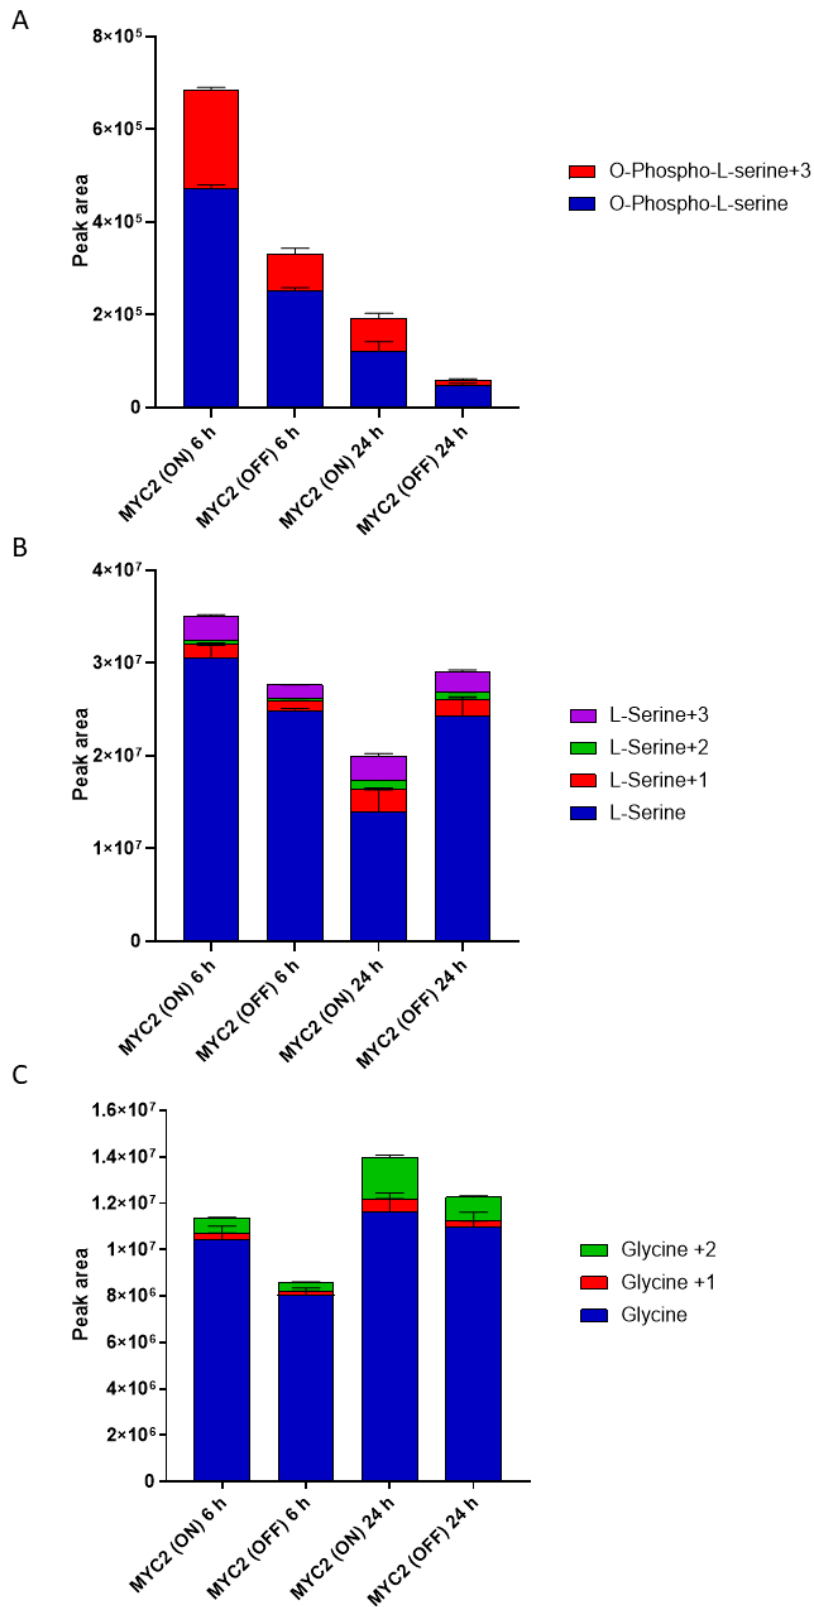 A
8×10⁵
6×10⁵
4×10⁵
2×10⁵
0
Peak area
MYC2 (ON) 6 h
MYC2 (OFF) 6 h
MYC2 (ON) 24 h
MYC2 (OFF) 24 h
O-Phospho-L-serine+3
O-Phospho-L-serine
B
4×10⁷
3×10⁷
2×10⁷
1×10⁷
0
Peak area
MYC2 (ON) 6 h
MYC2 (OFF) 6 h
MYC2 (ON) 24 h
MYC2 (OFF) 24 h
L-Serine+3
L-Serine+2
L-Serine+1
L-Serine
C
1.6×10⁷
1.4×10⁷
1.2×10⁷
1×10⁷
8×10⁶
6×10⁶
4×10⁶
2×10⁶
0
Peak area
MYC2 (ON) 6 h
MYC2 (OFF) 6 h
MYC2 (ON) 24 h
MYC2 (OFF) 24 h
Glycine +2
Glycine +1
Glycine